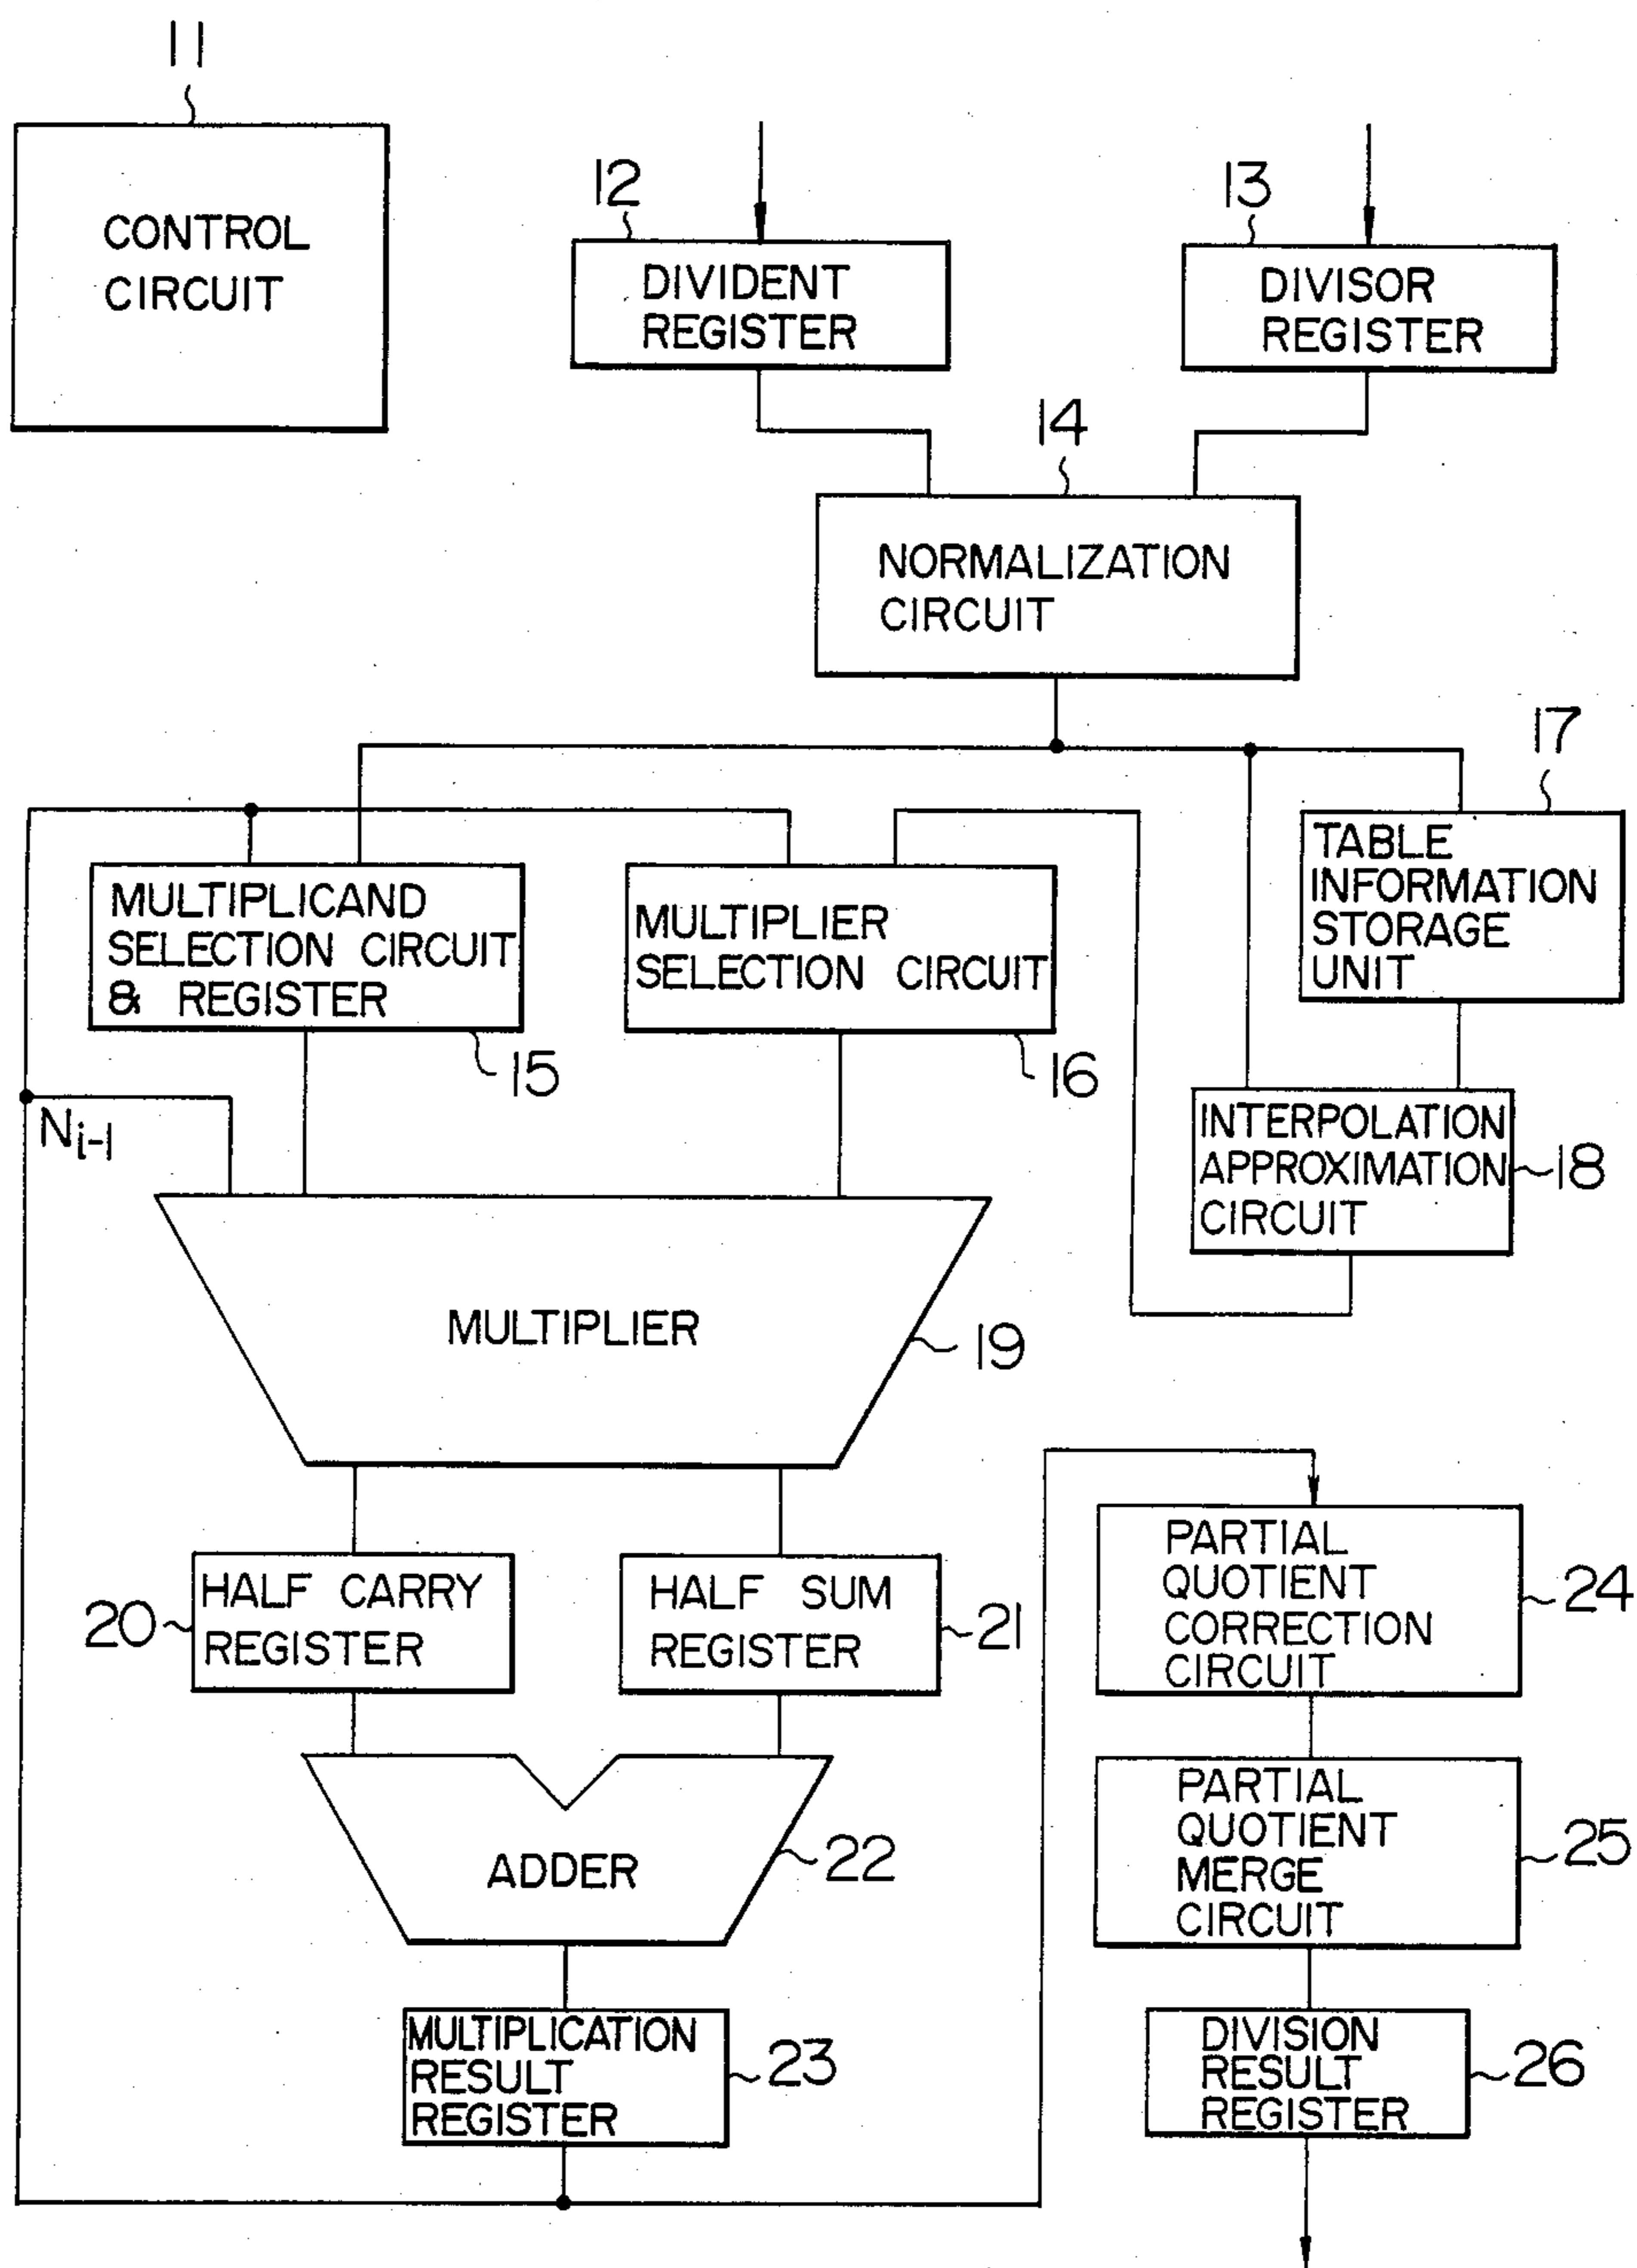 11
CONTROL
CIRCUIT
12
DIVIDENT
REGISTER
13
DIVISOR
REGISTER
14
NORMALIZATION
CIRCUIT
17
TABLE
INFORMATION
STORAGE
UNIT
MULTIPLICAND
SELECTION CIRCUIT
& REGISTER
15
MULTIPLIER
SELECTION CIRCUIT
16
Ni-1
INTERPOLATION
APPROXIMATION
CIRCUIT
18
MULTIPLIER
19
20
HALF CARRY
REGISTER
HALF SUM
REGISTER
21
PARTIAL
QUOTIENT
CORRECTION
CIRCUIT
24
ADDER
22
PARTIAL
QUOTIENT
MERGE
CIRCUIT
25
MULTIPLICATION
RESULT
REGISTER
23
DIVISION
RESULT
REGISTER
26